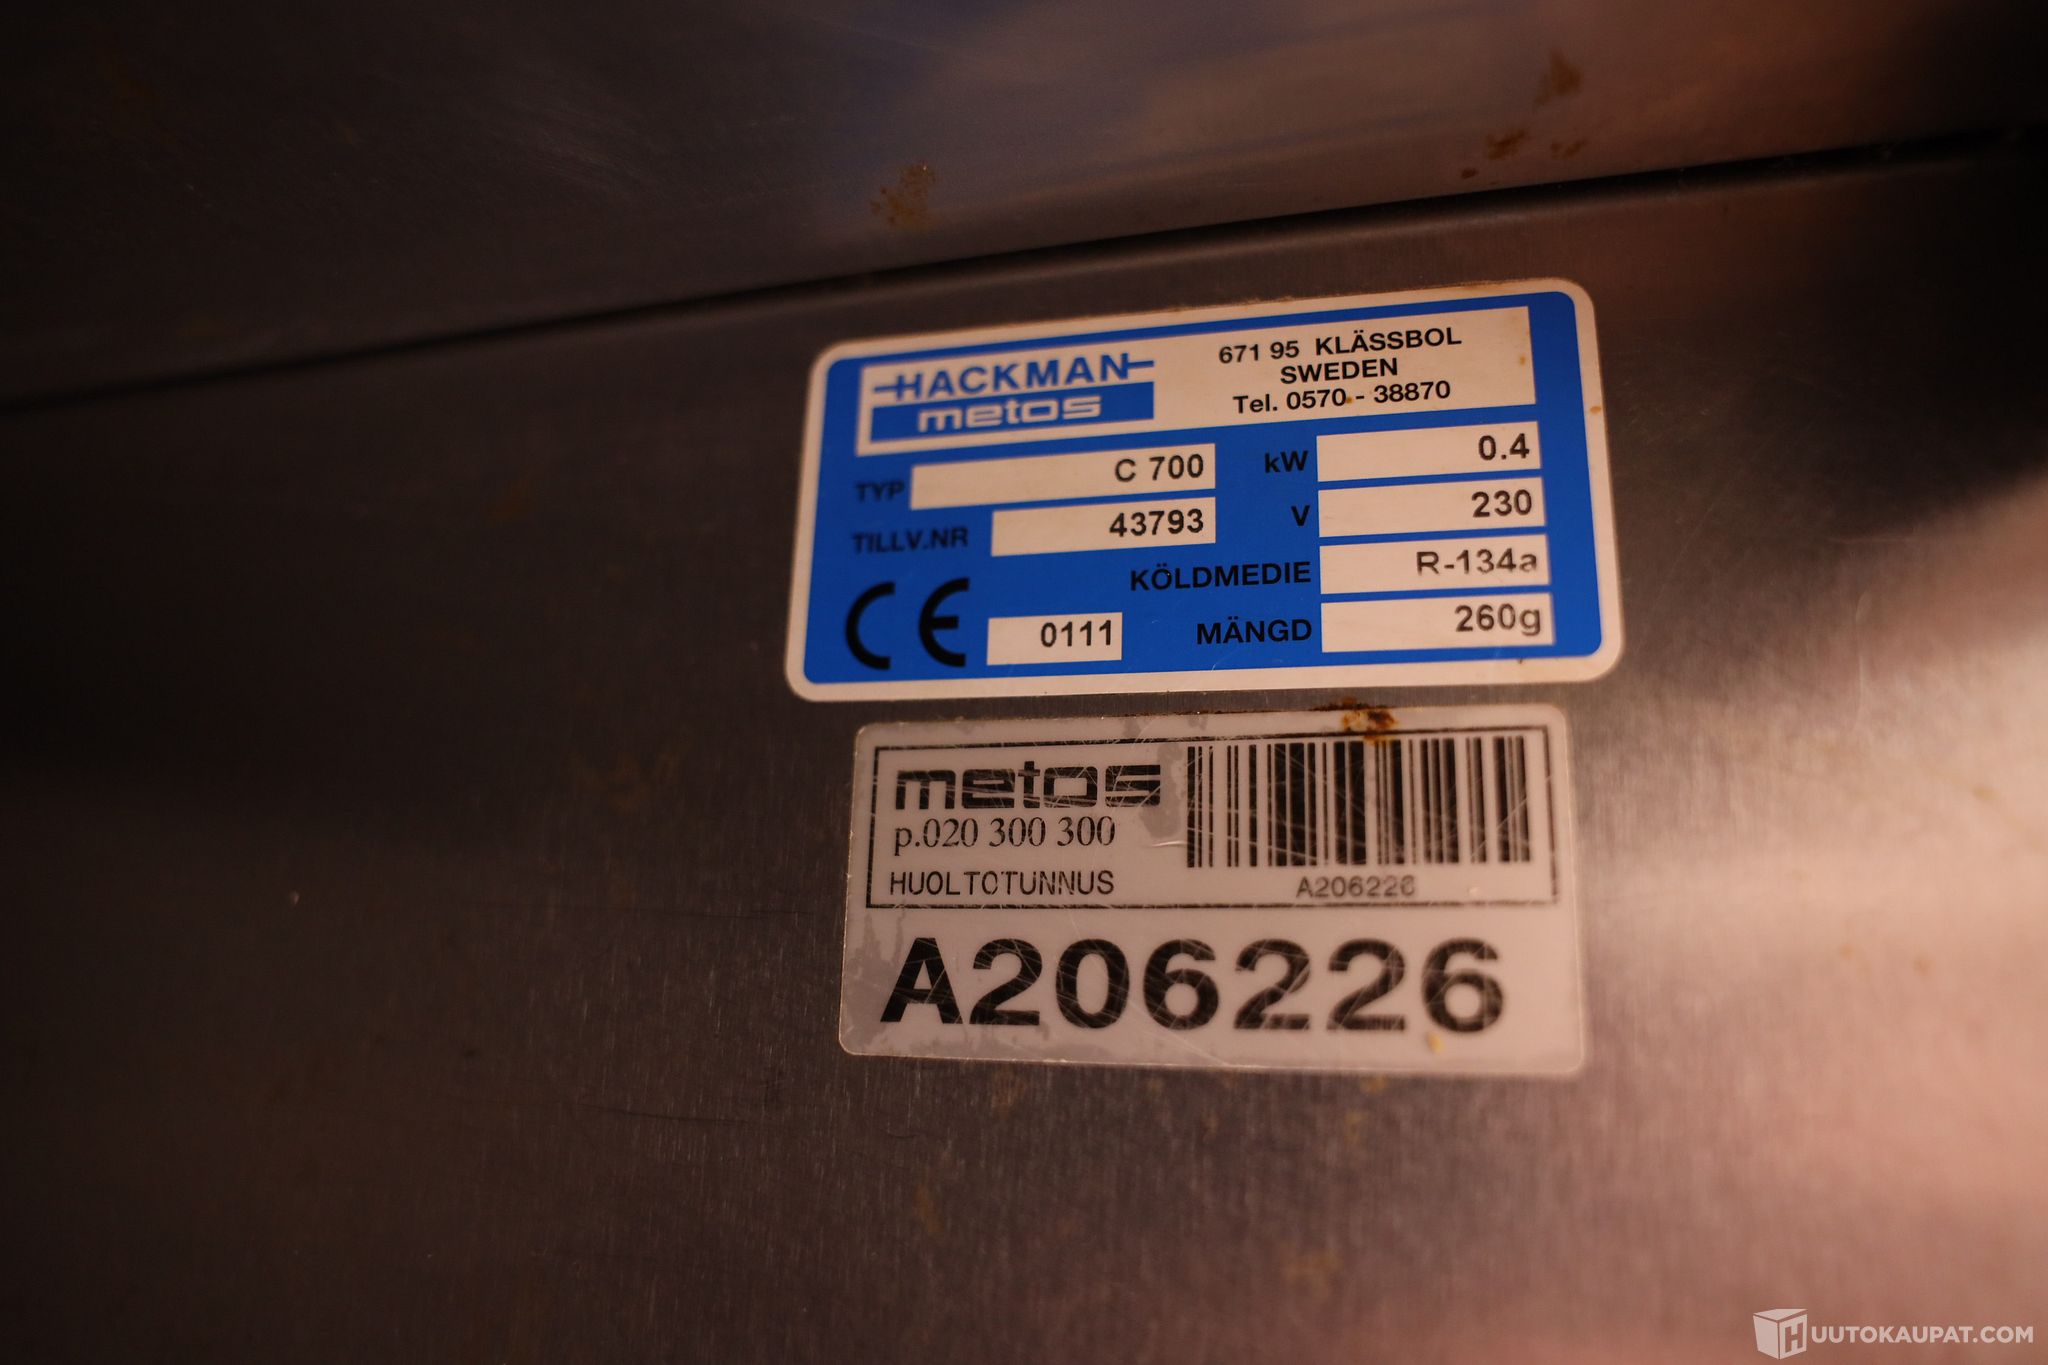 HACKMAN
metos
671 95 KLÄSSBOL
SWEDEN
Tel. 0570 - 38870
TYP C 700
kW 0.4
TILLV.NR 43793
V 230
KÖLDMEDIE R-134a
CE 0111
MÄNGD 260g
metos
p.020 300 300
HUOLTOTUNNUS
A206226
A206226
HUUTOKAUPAT.COM